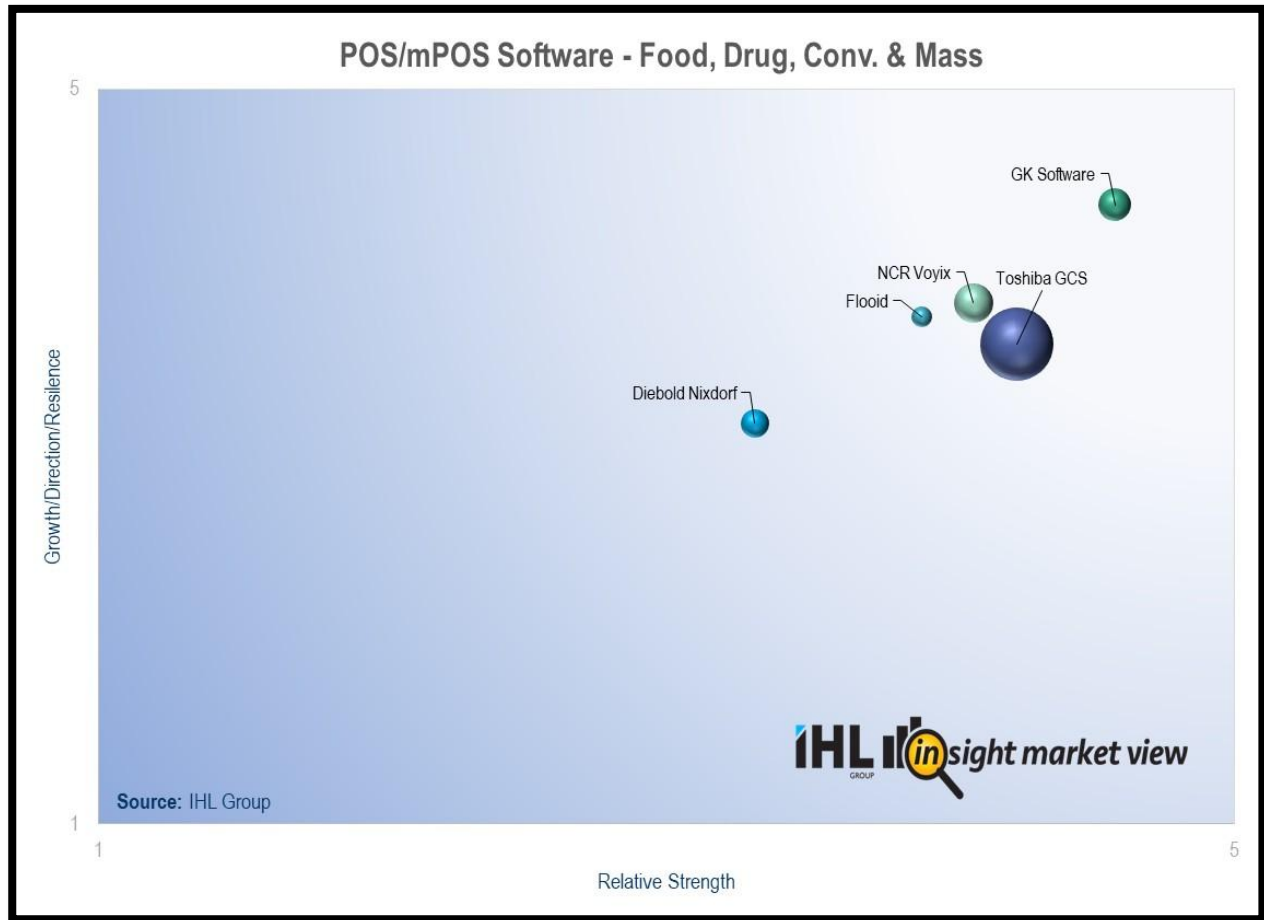 POS/mPOS Software - Food, Drug, Conv. & Mass
5
GK Software
NCR Voyix
Toshiba GCS
Flooid
Diebold Nixdorf
Growth/Direction/Resilence
iHL insight market view
GROUP
Source: IHL Group
1
1
5
Relative Strength